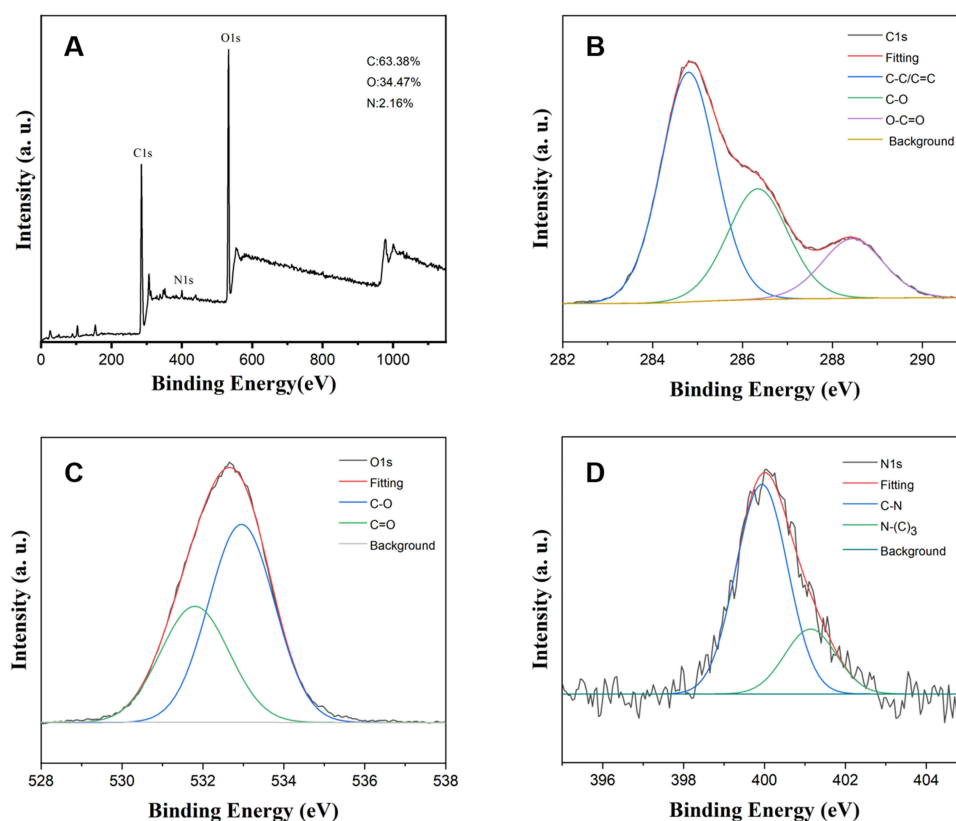 A
O1s
C:63.38%
O:34.47%
N:2.16%
C1s
N1s
Intensity (a. u.)
0 200 400 600 800 1000
Binding Energy(eV)
B
C1s
Fitting
C-C/C=C
C-O
O-C=O
Background
Intensity (a. u.)
282 284 286 288 290
Binding Energy (eV)
C
O1s
Fitting
C-O
C=O
Background
Intensity (a. u.)
528 530 532 534 536 538
Binding Energy (eV)
D
N1s
Fitting
C-N
N-(C)3
Background
Intensity (a. u.)
396 398 400 402 404
Binding Energy (eV)